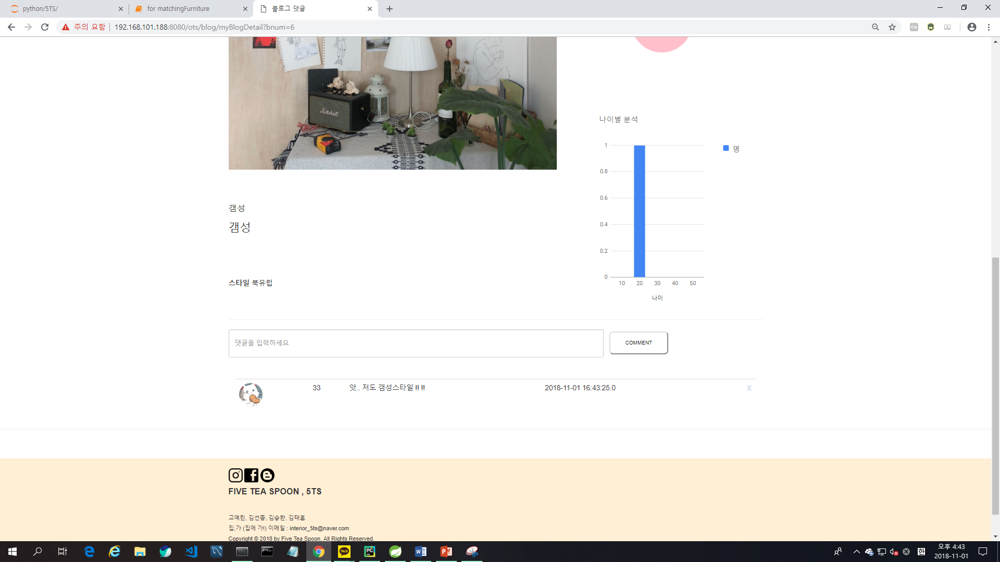 python/5TS/
for matchingFurniture
블로그 댓글
주의 요함
192.168.101.188:8080/ots/blog/myBlogDetail?bnum=6
Marshall
나이별 분석
1
명
0.8
0.6
0.4
0.2
0
10 20 30 40 50
나이
갬성
갬성
스타일 북유럽
댓글을 입력하세요
COMMENT
33 앗.. 저도 갬성스타일 !! !! 2018-11-01 16:43:25.0 X
FIVE TEA SPOON , 5TS
고예린, 김선종, 김승환, 김태훈
집,가 (집에 가!) 이메일 : interior_5ts@naver.com
Copyright © 2018 by Five Tea Spoon. All Rights Reserved.
TALK
PC
한
오후 4:43
2018-11-01